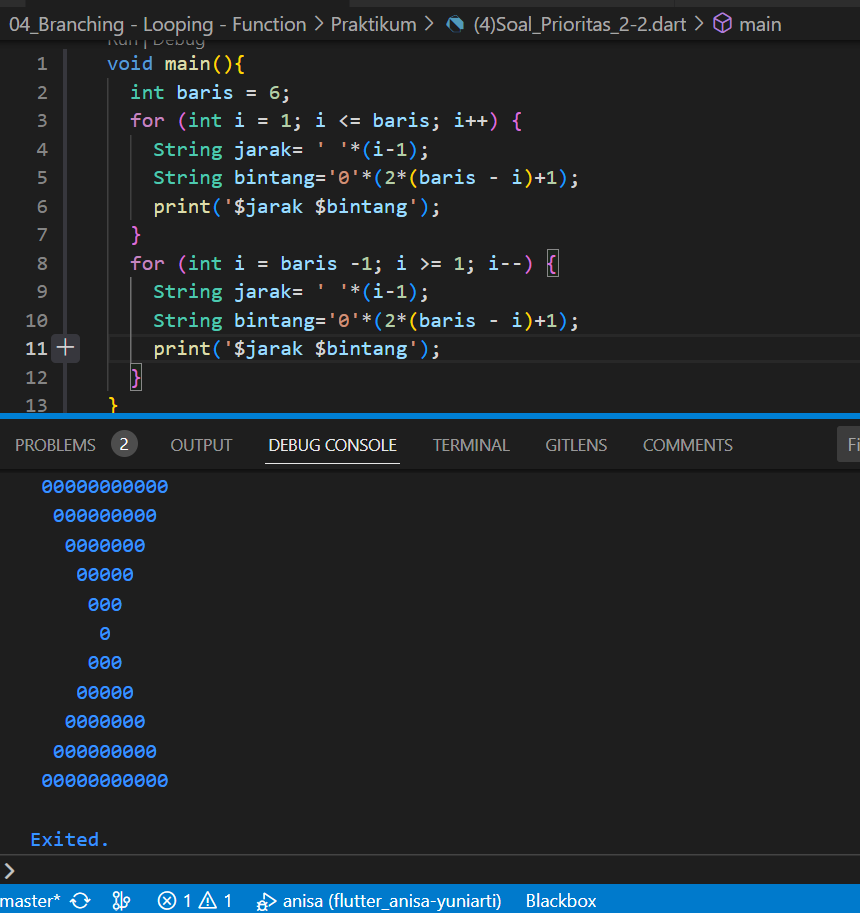 04_Branching - Looping - Function > Praktikum > (4)Soal_Prioritas_2-2.dart > main
Run | Debug
1 void main(){
2 int baris = 6;
3 for (int i = 1; i <= baris; i++) {
4 String jarak= ' '*(i-1);
5 String bintang='0'*(2*(baris - i)+1);
6 print('$jarak $bintang');
7 }
8 for (int i = baris -1; i >= 1; i--) {
9 String jarak= ' '*(i-1);
10 String bintang='0'*(2*(baris - i)+1);
11 print('$jarak $bintang');
12 }
13 }
PROBLEMS 2 OUTPUT DEBUG CONSOLE TERMINAL GITLENS COMMENTS Fi
00000000000
000000000
0000000
00000
000
0
000
00000
0000000
000000000
00000000000
Exited.
>
master* 1 1 anisa (flutter_anisa-yuniarti) Blackbox